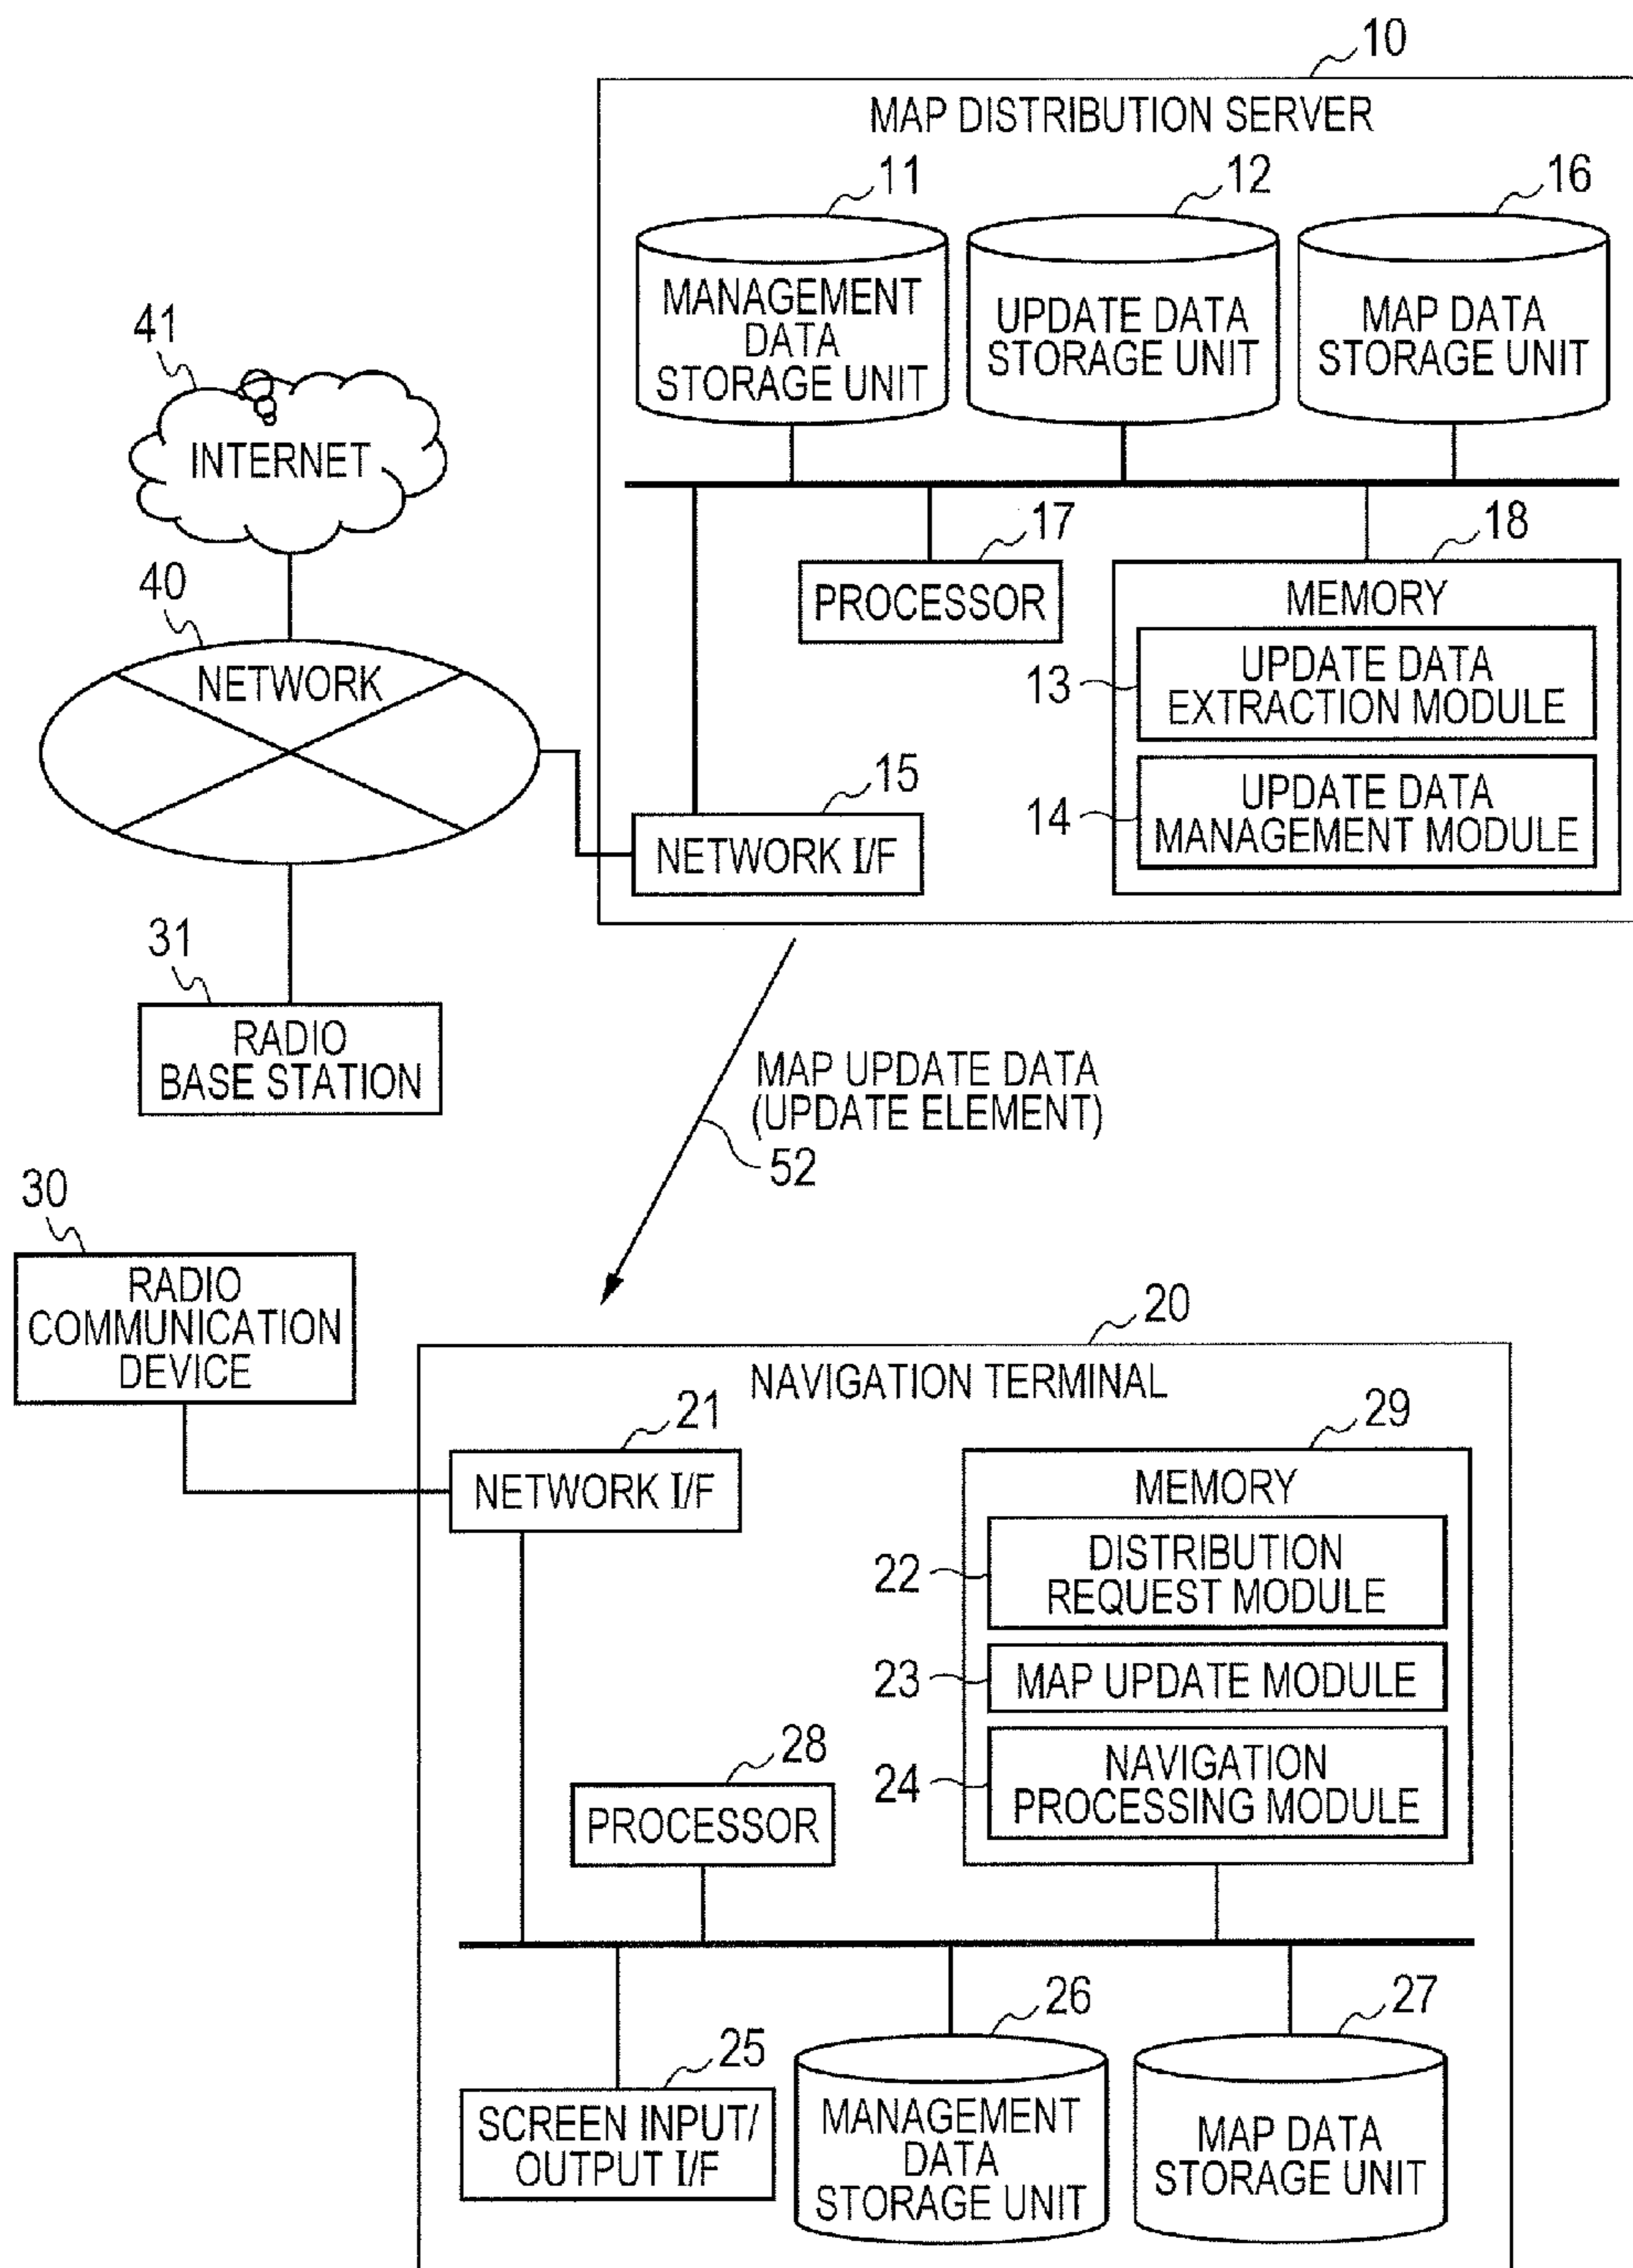 10
MAP DISTRIBUTION SERVER
11
12
16
MANAGEMENT
DATA
STORAGE UNIT
UPDATE DATA
STORAGE UNIT
MAP DATA
STORAGE UNIT
41
INTERNET
17
PROCESSOR
18
MEMORY
40
NETWORK
13
UPDATE DATA
EXTRACTION MODULE
14
UPDATE DATA
MANAGEMENT MODULE
15
NETWORK I/F
31
RADIO
BASE STATION
MAP UPDATE DATA
(UPDATE ELEMENT)
52
30
RADIO
COMMUNICATION
DEVICE
20
NAVIGATION TERMINAL
21
NETWORK I/F
29
MEMORY
22
DISTRIBUTION
REQUEST MODULE
23
MAP UPDATE MODULE
24
NAVIGATION
PROCESSING MODULE
28
PROCESSOR
25
SCREEN INPUT/
OUTPUT I/F
26
MANAGEMENT
DATA
STORAGE UNIT
27
MAP DATA
STORAGE UNIT